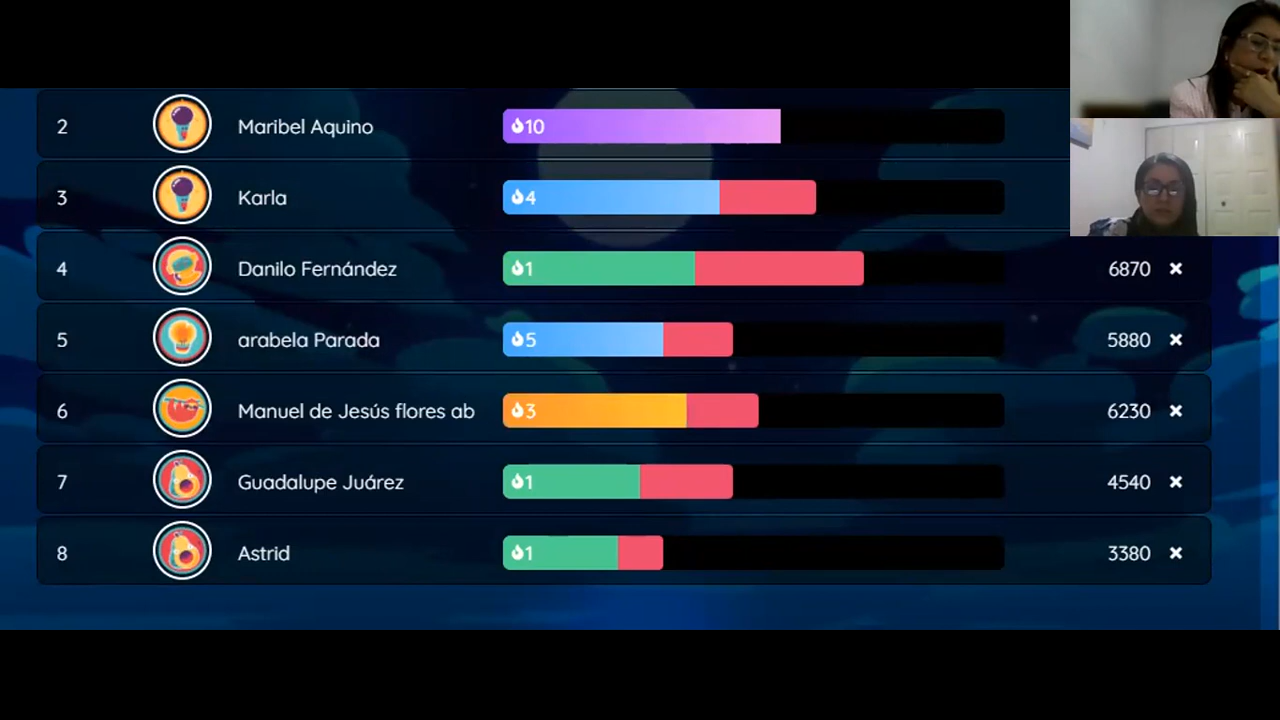 2 Maribel Aquino 10
3 Karla 4
4 Danilo Fernández 1 6870 ×
5 arabela Parada 5 5880 ×
6 Manuel de Jesús flores ab 3 6230 ×
7 Guadalupe Juárez 1 4540 ×
8 Astrid 1 3380 ×